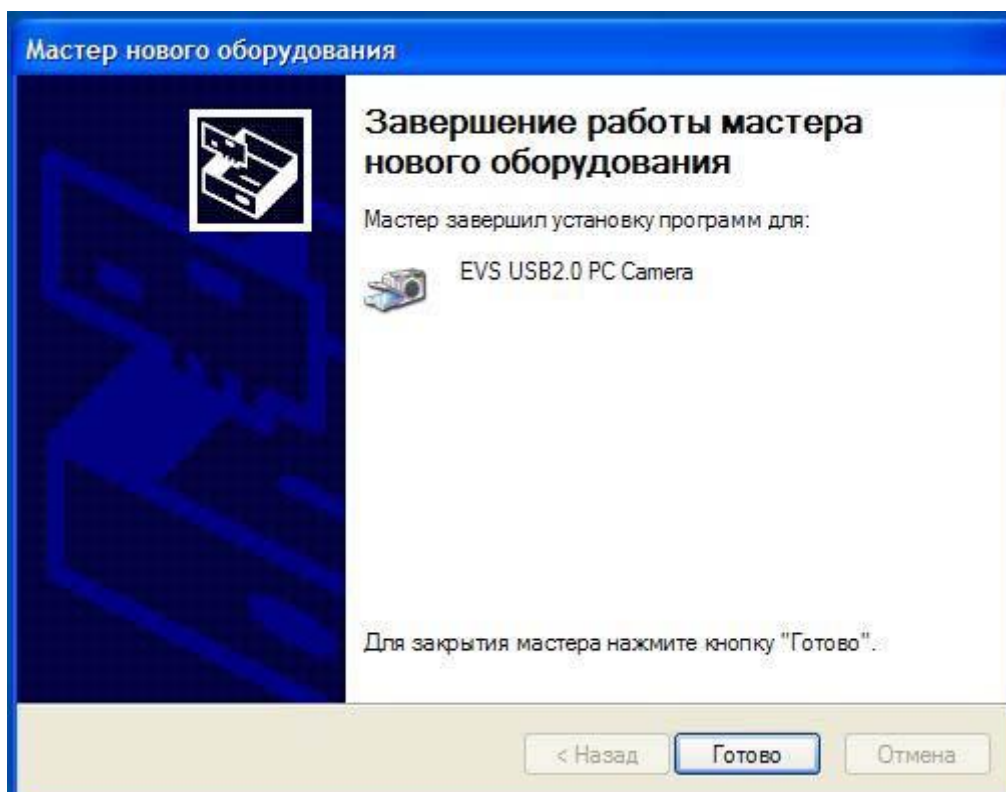 Мастер нового оборудования
Завершение работы мастера
нового оборудования
Мастер завершил установку программ для:
EVS USB2.0 PC Camera
Для закрытия мастера нажмите кнопку "Готово".
< Назад
Готово
Отмена